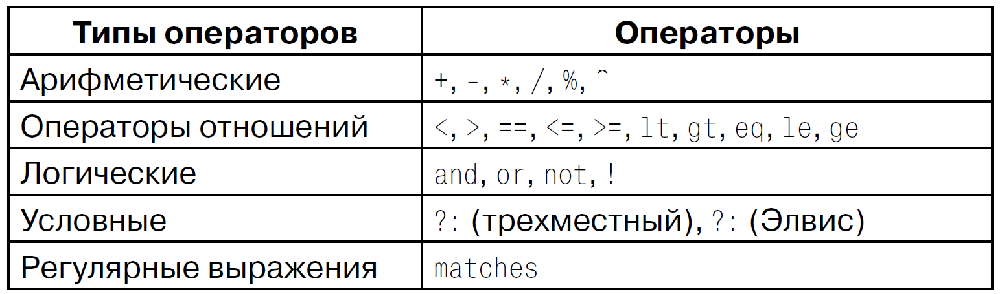 Типы операторов Операторы
Арифметические +, -, *, /, %, ^
Операторы отношений <, >, ==, <=, >=, lt, gt, eq, le, ge
Логические and, or, not, !
Условные ?: (трехместный), ?: (Элвис)
Регулярные выражения matches